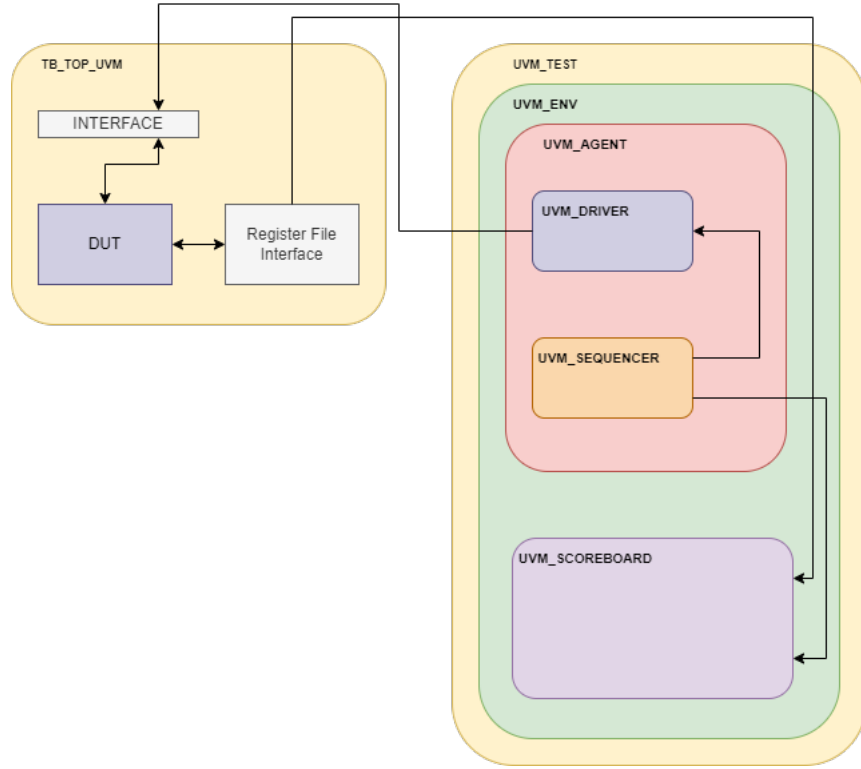 TB_TOP_UVM
INTERFACE
DUT
Register File
Interface
UVM_TEST
UVM_ENV
UVM_AGENT
UVM_DRIVER
UVM_SEQUENCER
UVM_SCOREBOARD